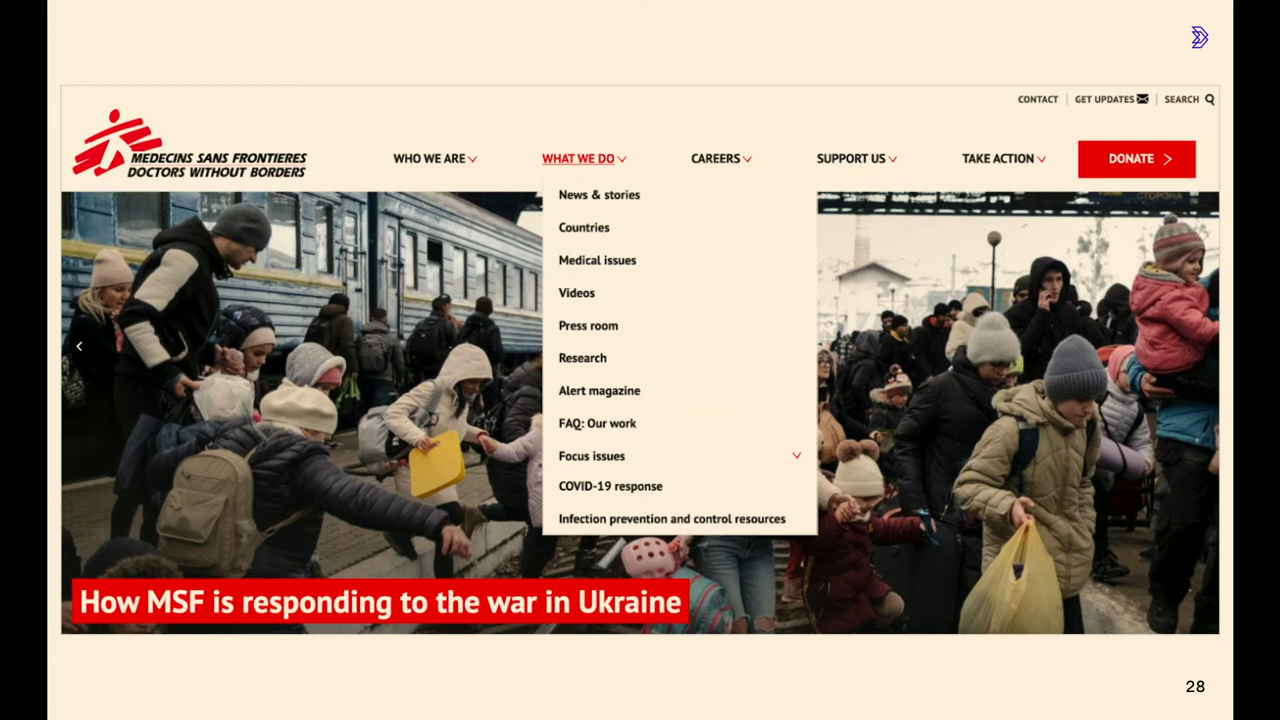 CONTACT
GET UPDATES
SEARCH
MEDECINS SANS FRONTIERES
DOCTORS WITHOUT BORDERS
WHO WE ARE
WHAT WE DO
CAREERS
SUPPORT US
TAKE ACTION
DONATE
News & stories
Countries
Medical issues
Videos
Press room
Research
Alert magazine
FAQ: Our work
Focus issues
COVID-19 response
Infection prevention and control resources
How MSF is responding to the war in Ukraine
28